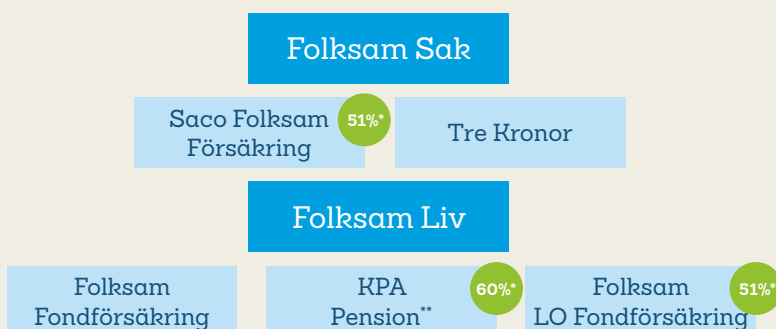 Folksam Sak
Saco Folksam
Försäkring
51%*
Tre Kronor
Folksam Liv
Folksam
Fondförsäkring
KPA
Pension**
60%*
Folksam
LO Fondförsäkring
51%*